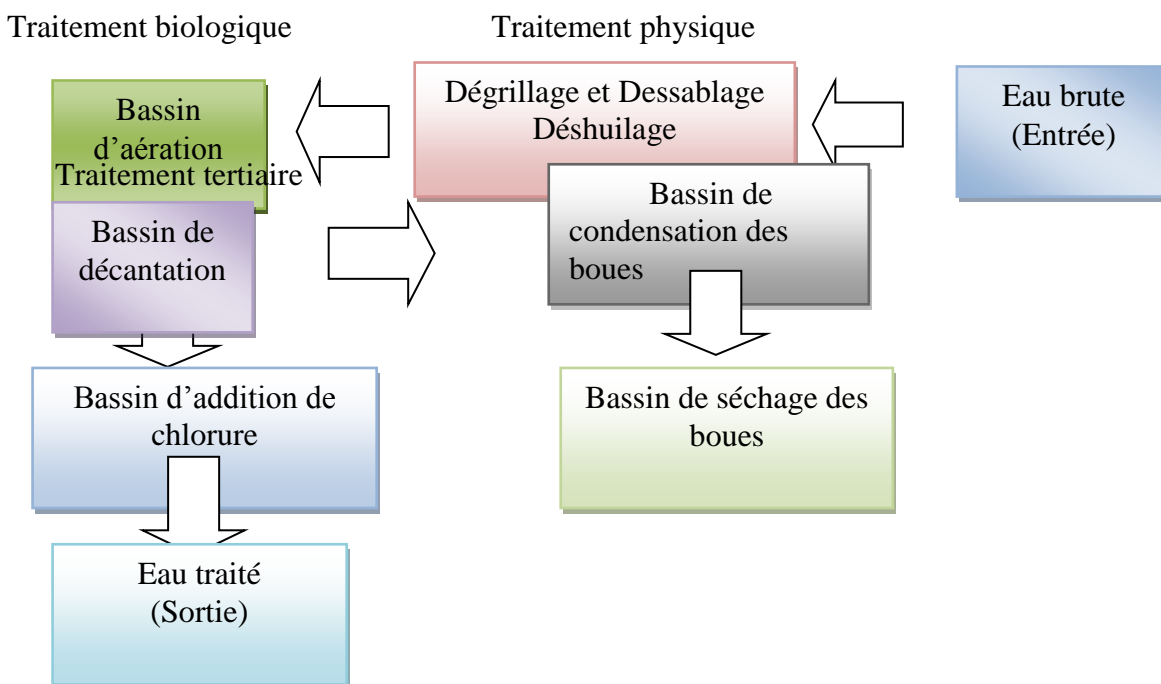 Traitement biologique
Traitement physique
Bassin
d’aération
Traitement tertiaire
Dégrillage et Dessablage
Déshuilage
Eau brute
(Entrée)
Bassin de
décantation
Bassin de
condensation des
boues
Bassin d’addition de
chlorure
Bassin de séchage des
boues
Eau traité
(Sortie)